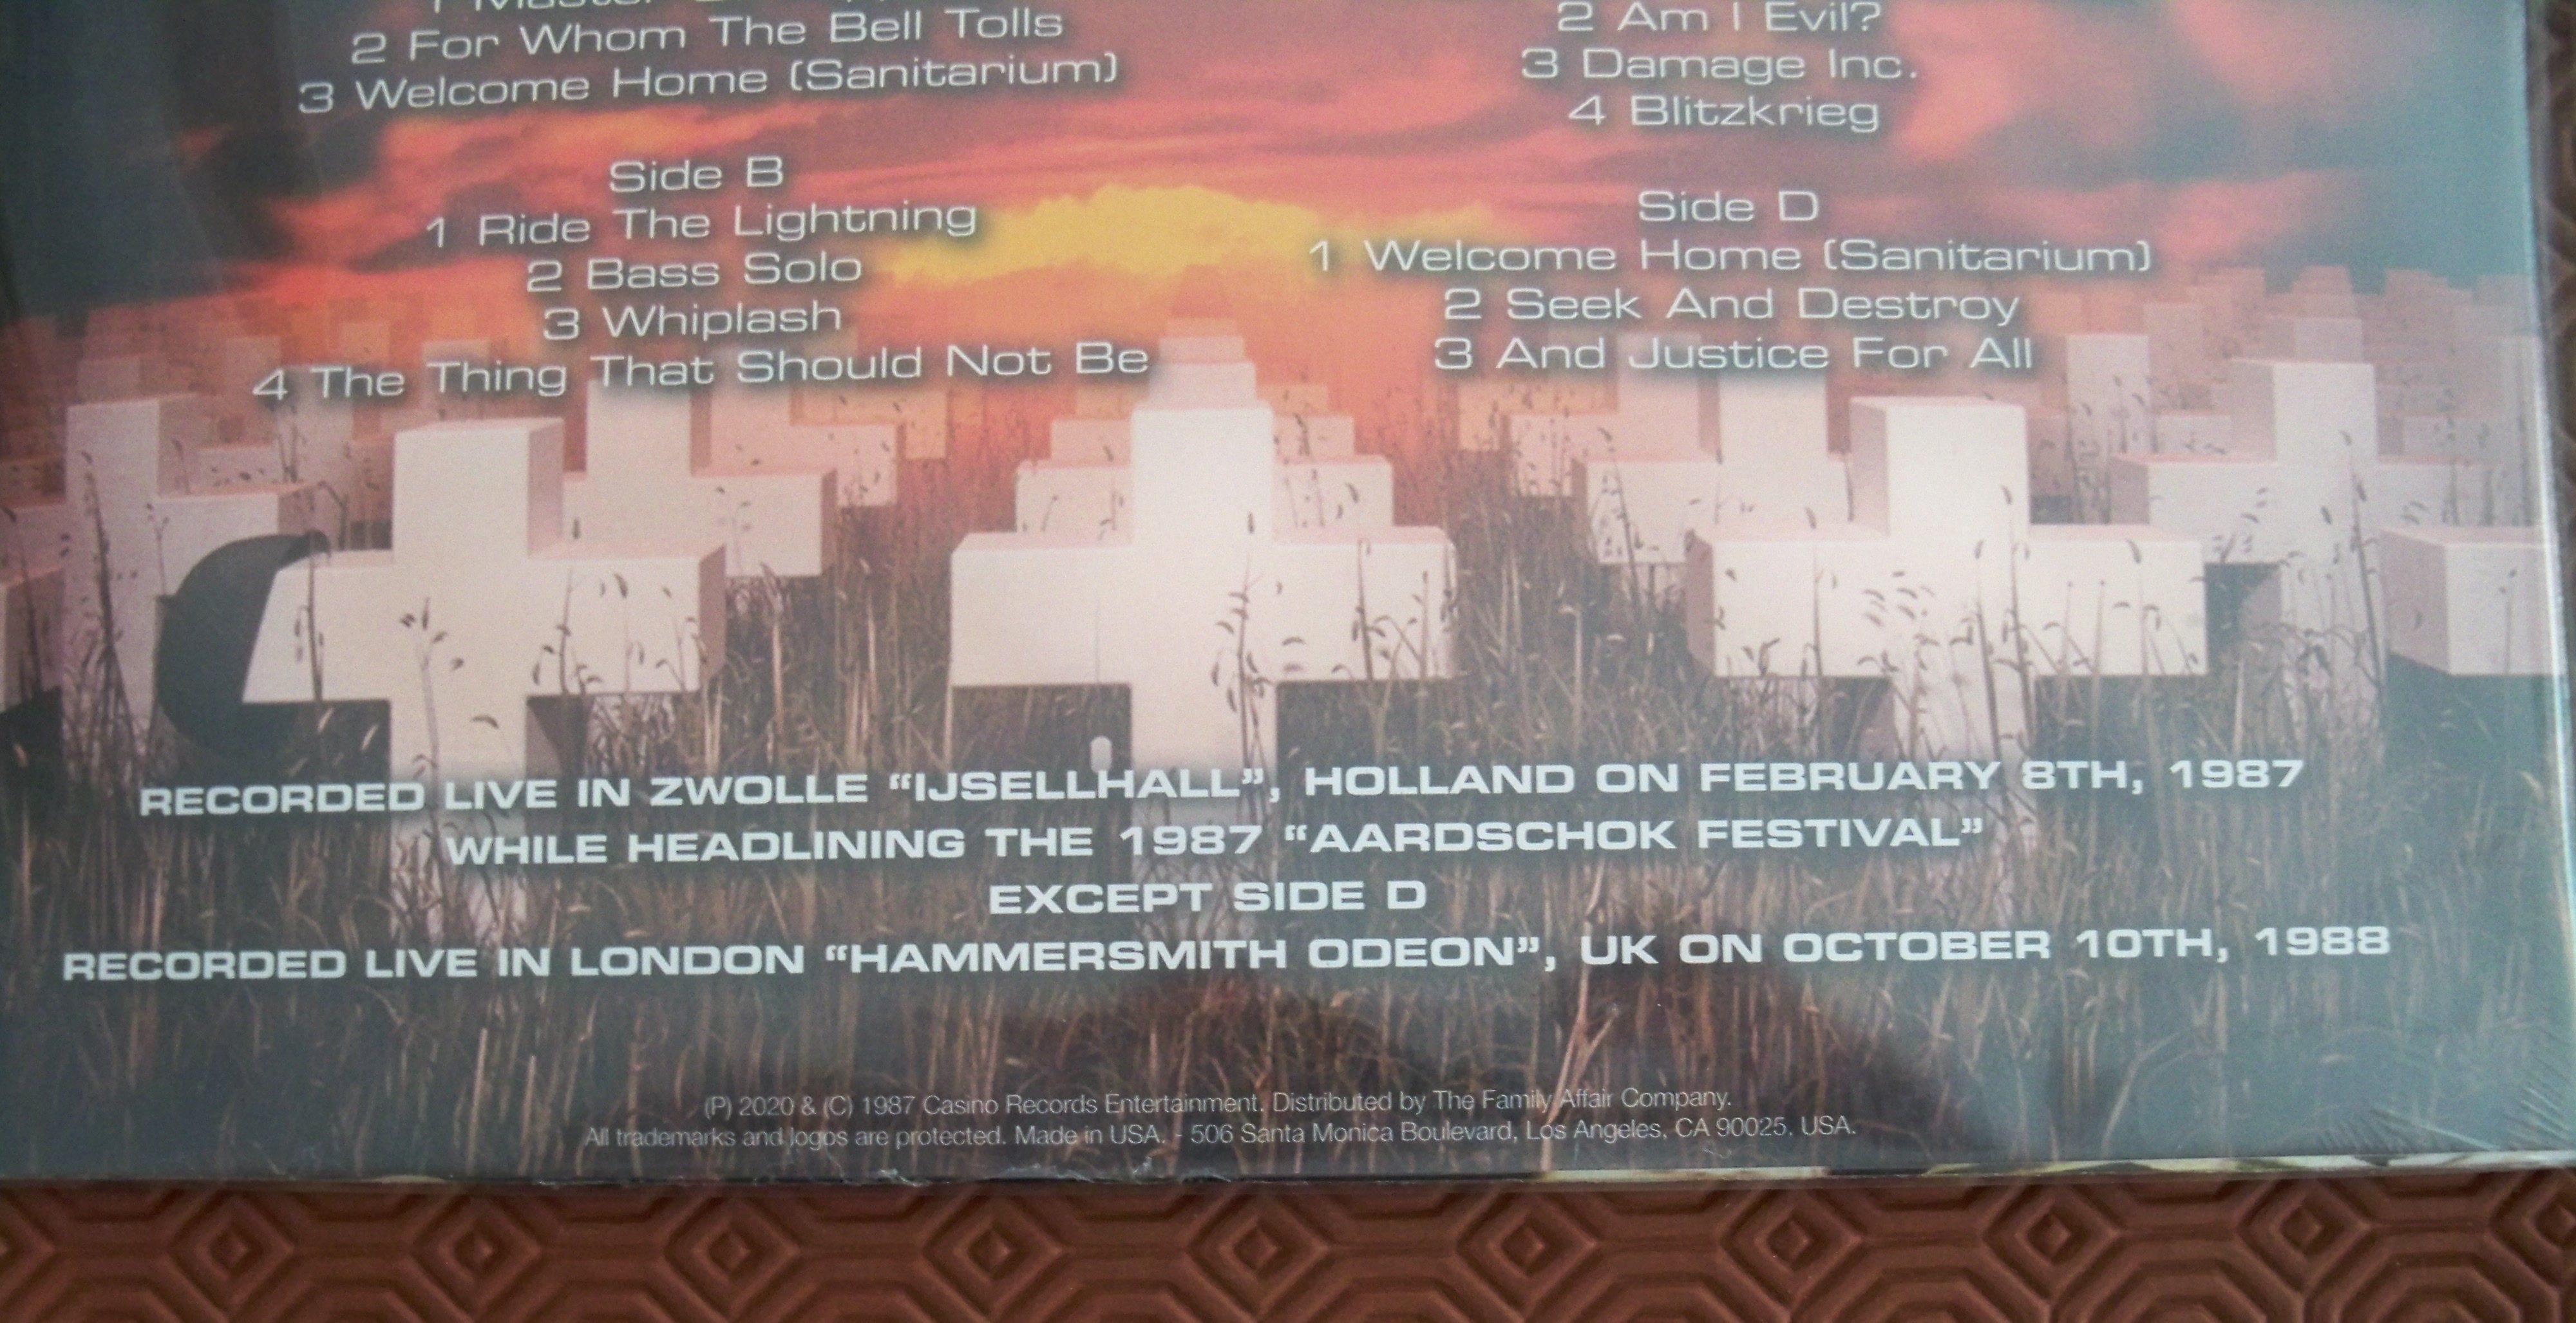 2 For Whom The Bell Tolls
3 Welcome Home (Sanitarium)
Side B
1 Ride The Lightning
2 Bass Solo
3 Whiplash
4 The Thing That Should Not Be
2 Am I Evil?
3 Damage Inc.
4 Blitzkrieg
Side D
1 Welcome Home (Sanitarium)
2 Seek And Destroy
3 And Justice For All
RECORDED LIVE IN ZWOLLE “IJSELLHALL”, HOLLAND ON FEBRUARY 8TH, 1987
WHILE HEADLINING THE 1987 “AARDSCHOK FESTIVAL”
EXCEPT SIDE D
RECORDED LIVE IN LONDON “HAMMERSMITH ODEON”, UK ON OCTOBER 10TH, 1988
(P) 2020 & (C) 1987 Casino Records Entertainment. Distributed by The Family Affair Company.
All trademarks and logos are protected. Made in USA. - 506 Santa Monica Boulevard, Los Angeles, CA 90025. USA.